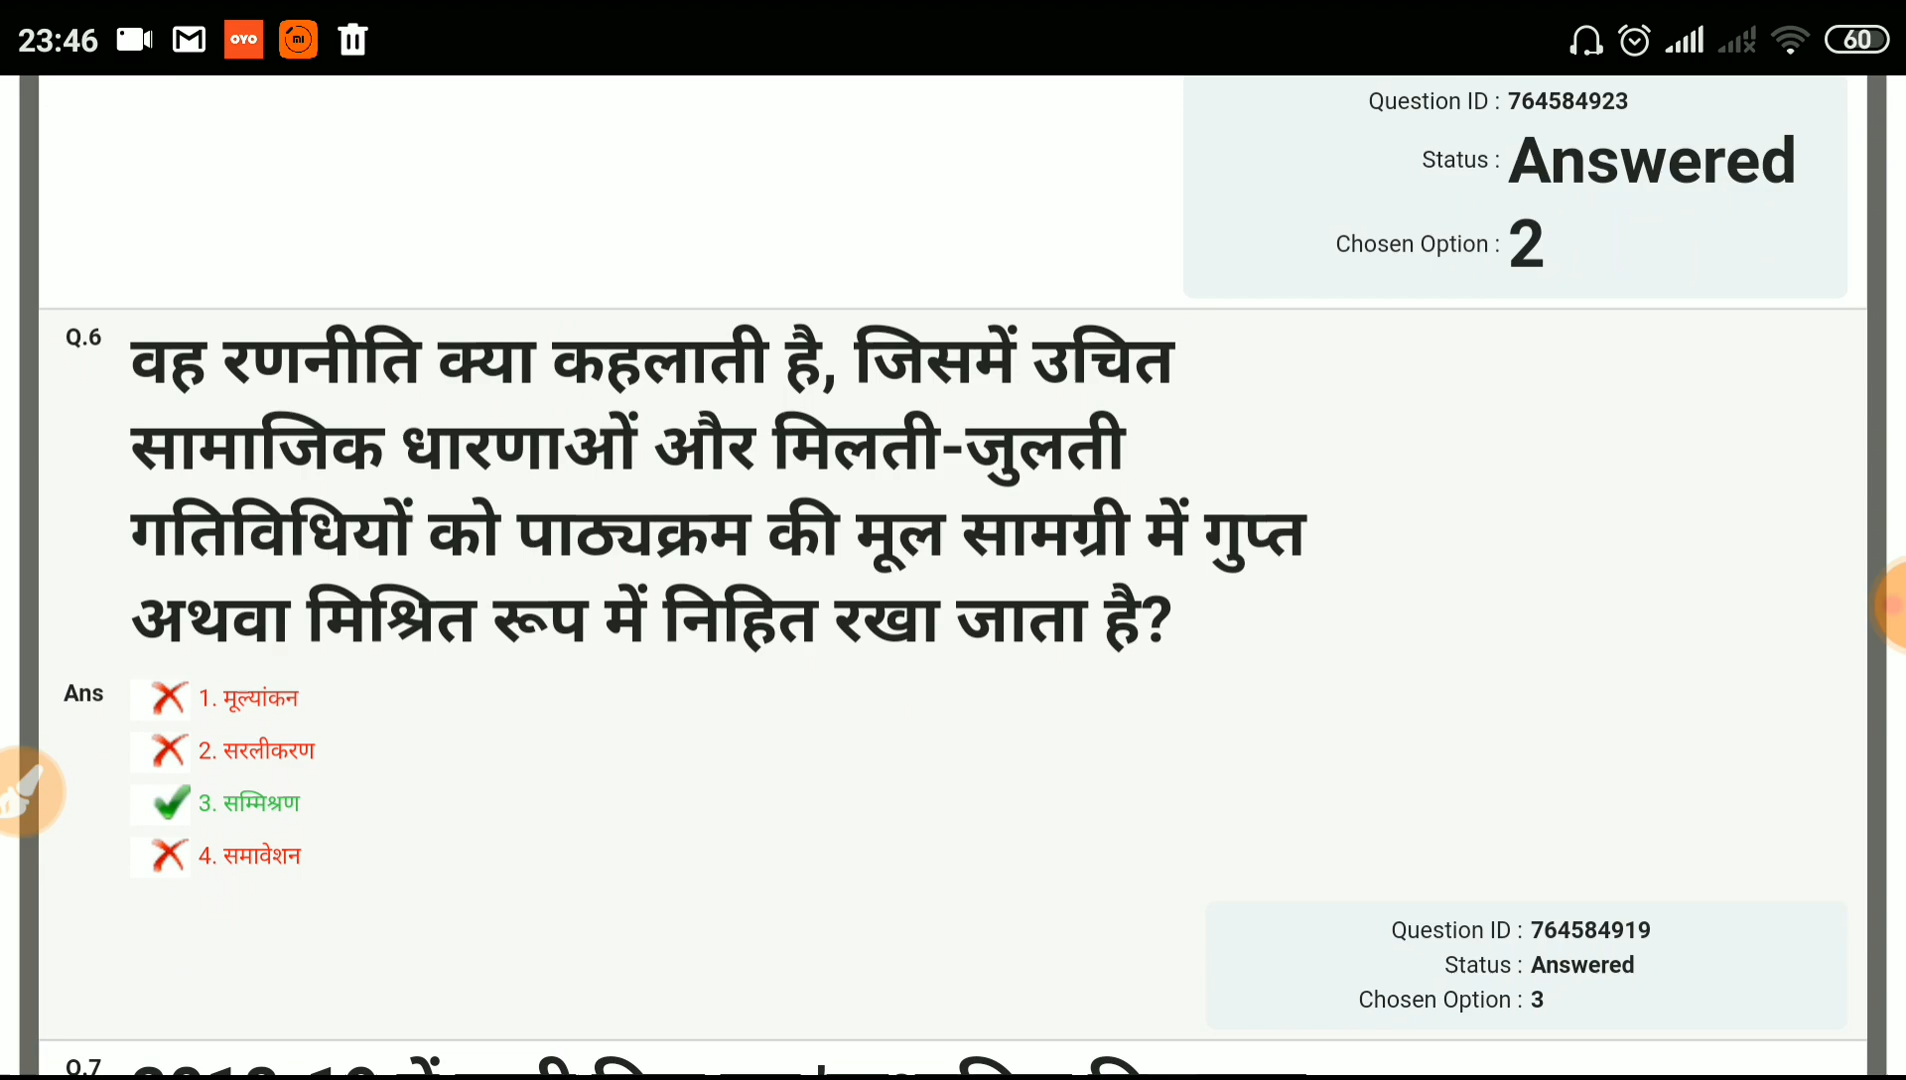 23:46 OYO mi 60
Question ID : 764584923
Status : Answered
Chosen Option : 2
Q.6 वह रणनीति क्या कहलाती है, जिसमें उचित
सामाजिक धारणाओं और मिलती-जुलती
गतिविधियों को पाठ्यक्रम की मूल सामग्री में गुप्त
अथवा मिश्रित रूप में निहित रखा जाता है?
Ans 1. मूल्यांकन
2. सरलीकरण
3. सम्मिश्रण
4. समावेशन
Question ID : 764584919
Status : Answered
Chosen Option : 3
Q.7